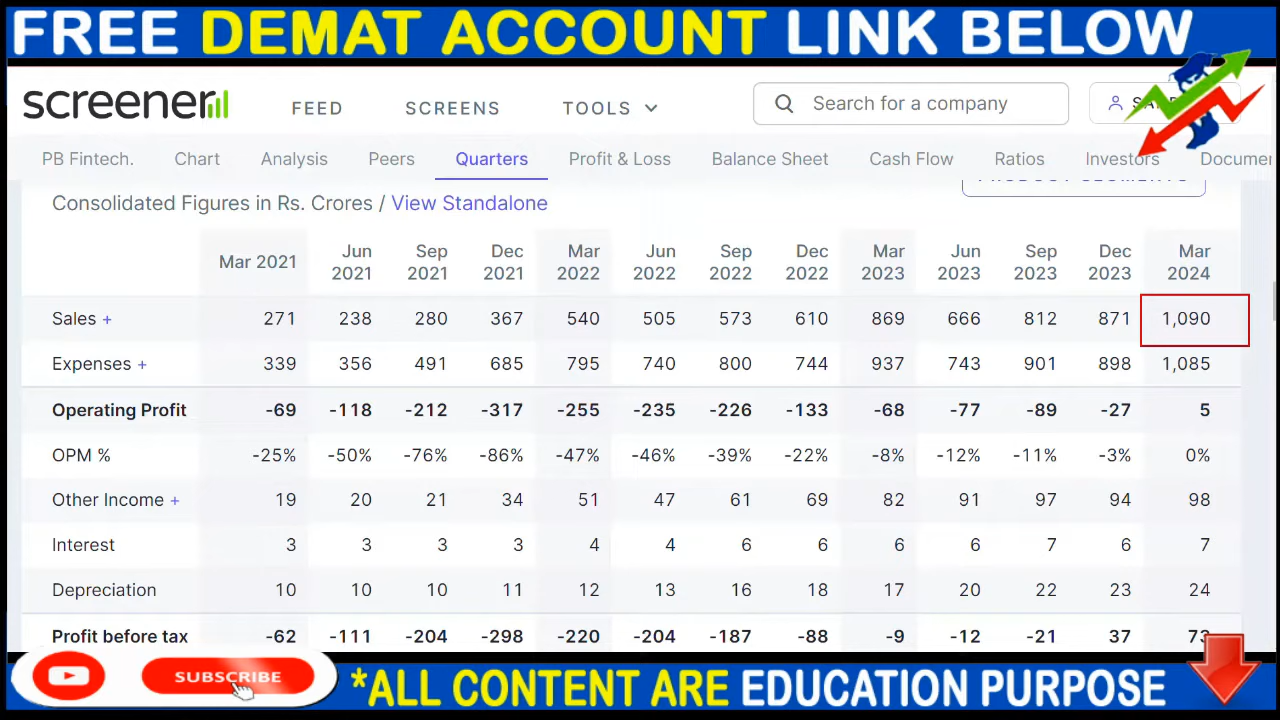 FREE DEMAT ACCOUNT LINK BELOW
screener FEED SCREENS TOOLS Search for a company
PB Fintech. Chart Analysis Peers Quarters Profit & Loss Balance Sheet Cash Flow Ratios Investors Documen
PRODUCT SEGMENTS
Consolidated Figures in Rs. Crores / View Standalone
Mar 2021 Jun 2021 Sep 2021 Dec 2021 Mar 2022 Jun 2022 Sep 2022 Dec 2022 Mar 2023 Jun 2023 Sep 2023 Dec 2023 Mar 2024
Sales + 271 238 280 367 540 505 573 610 869 666 812 871 1,090
Expenses + 339 356 491 685 795 740 800 744 937 743 901 898 1,085
Operating Profit -69 -118 -212 -317 -255 -235 -226 -133 -68 -77 -89 -27 5
OPM % -25% -50% -76% -86% -47% -46% -39% -22% -8% -12% -11% -3% 0%
Other Income + 19 20 21 34 51 47 61 69 82 91 97 94 98
Interest 3 3 3 3 4 4 6 6 6 6 7 6 7
Depreciation 10 10 10 11 12 13 16 18 17 20 22 23 24
Profit before tax -62 -111 -204 -298 -220 -204 -187 -88 -9 -12 -21 37 73
SUBSCRIBE
*ALL CONTENT ARE EDUCATION PURPOSE